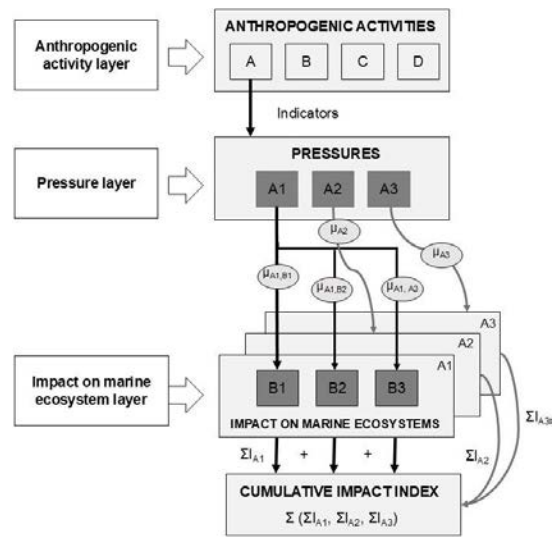 ANTHROPOGENIC ACTIVITIES
Anthropogenic
activity layer
A B C D
Indicators
PRESSURES
Pressure layer
A1 A2 A3
μA2
μA3
μA1,B1
μA1,B2
μA1, A3
A3
A2
A1
Impact on marine
ecosystem layer
B1 B2 B3
IMPACT ON MARINE ECOSYSTEMS
ΣIA1 + +
ΣIA2
ΣIA3
CUMULATIVE IMPACT INDEX
Σ (ΣIA1, ΣIA2, ΣIA3)